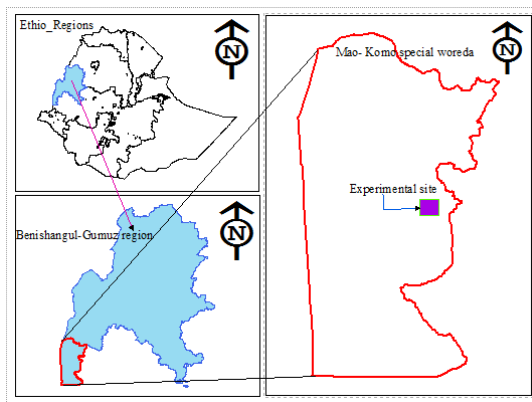 Ethio_Regions
N
Mao- Komo special woreda
N
Experimental site
Benishangul-Gumuz region
N